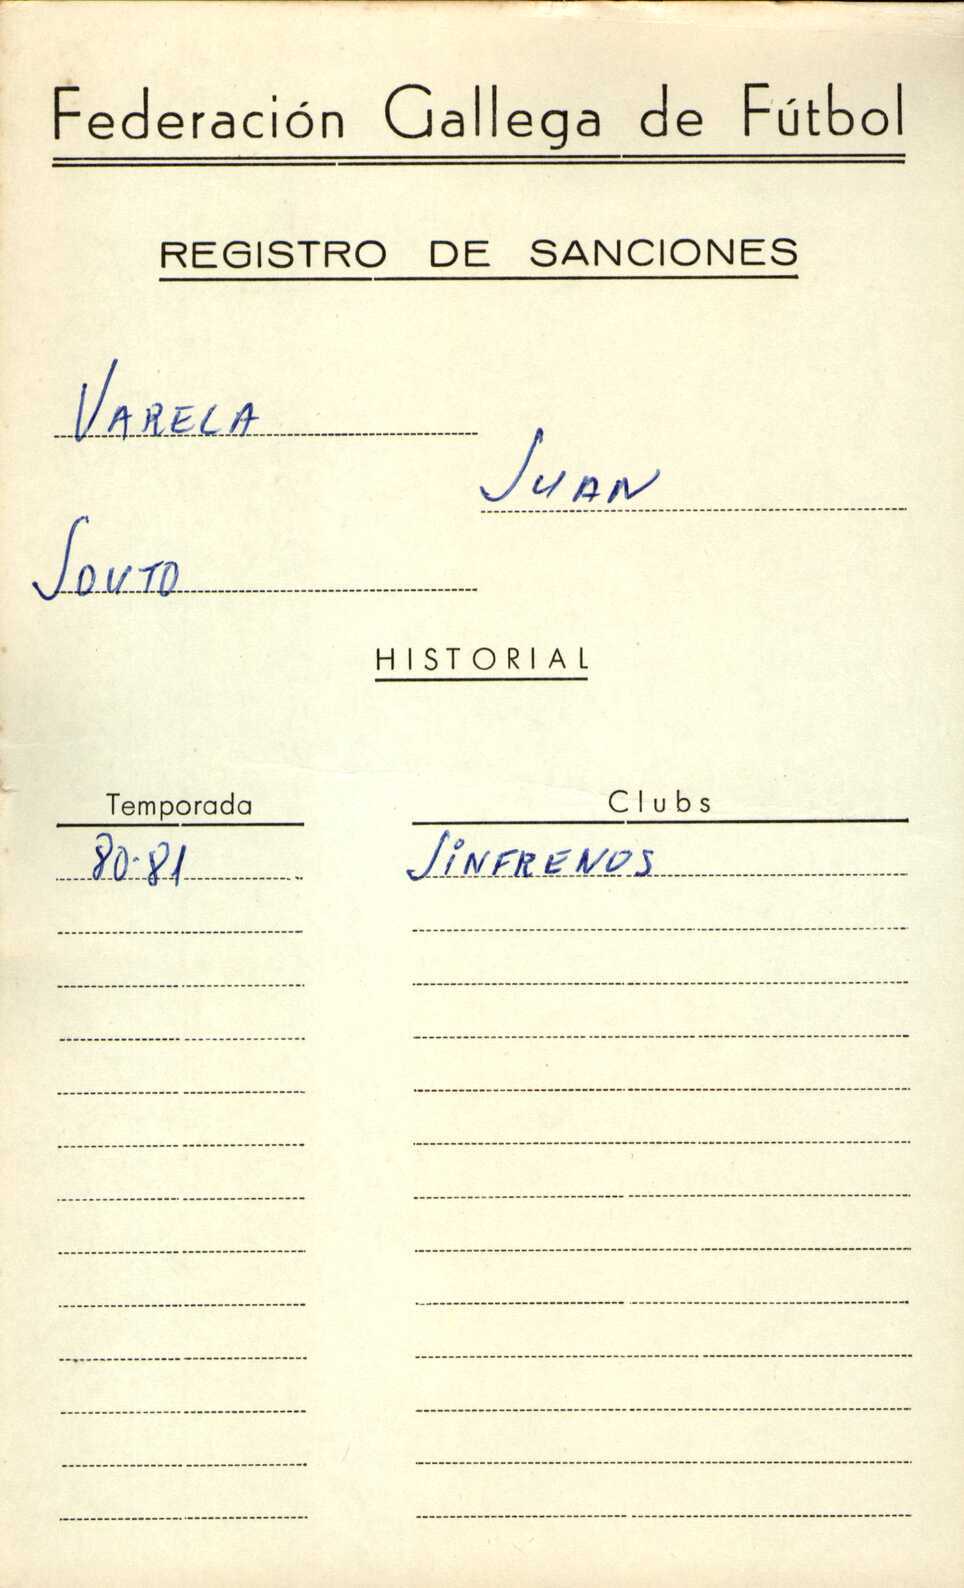 Federación Gallega de Fútbol
REGISTRO DE SANCIONES
VARELA
JUAN
SOUTO
HISTORIAL
Temporada Clubs
80-81 SINFRENOS